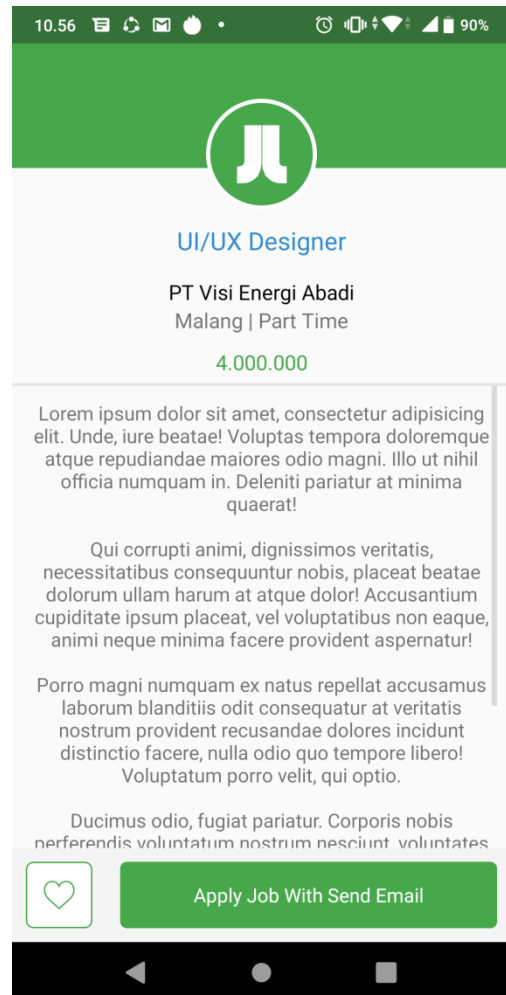 10.56
90%
UI/UX Designer
PT Visi Energi Abadi
Malang | Part Time
4.000.000
Lorem ipsum dolor sit amet, consectetur adipisicing
elit. Unde, iure beatae! Voluptas tempora doloremque
atque repudiandae maiores odio magni. Illo ut nihil
officia numquam in. Deleniti pariatur at minima
quaerat!
Qui corrupti animi, dignissimos veritatis,
necessitatibus consequuntur nobis, placeat beatae
dolorum ullam harum at atque dolor! Accusantium
cupiditate ipsum placeat, vel voluptatibus non eaque,
animi neque minima facere provident aspernatur!
Porro magni numquam ex natus repellat accusamus
laborum blanditiis odit consequatur at veritatis
nostrum provident recusandae dolores incidunt
distinctio facere, nulla odio quo tempore libero!
Voluptatum porro velit, qui optio.
Ducimus odio, fugiat pariatur. Corporis nobis
perferendis voluptatum nostrum nesciunt, voluptates
Apply Job With Send Email